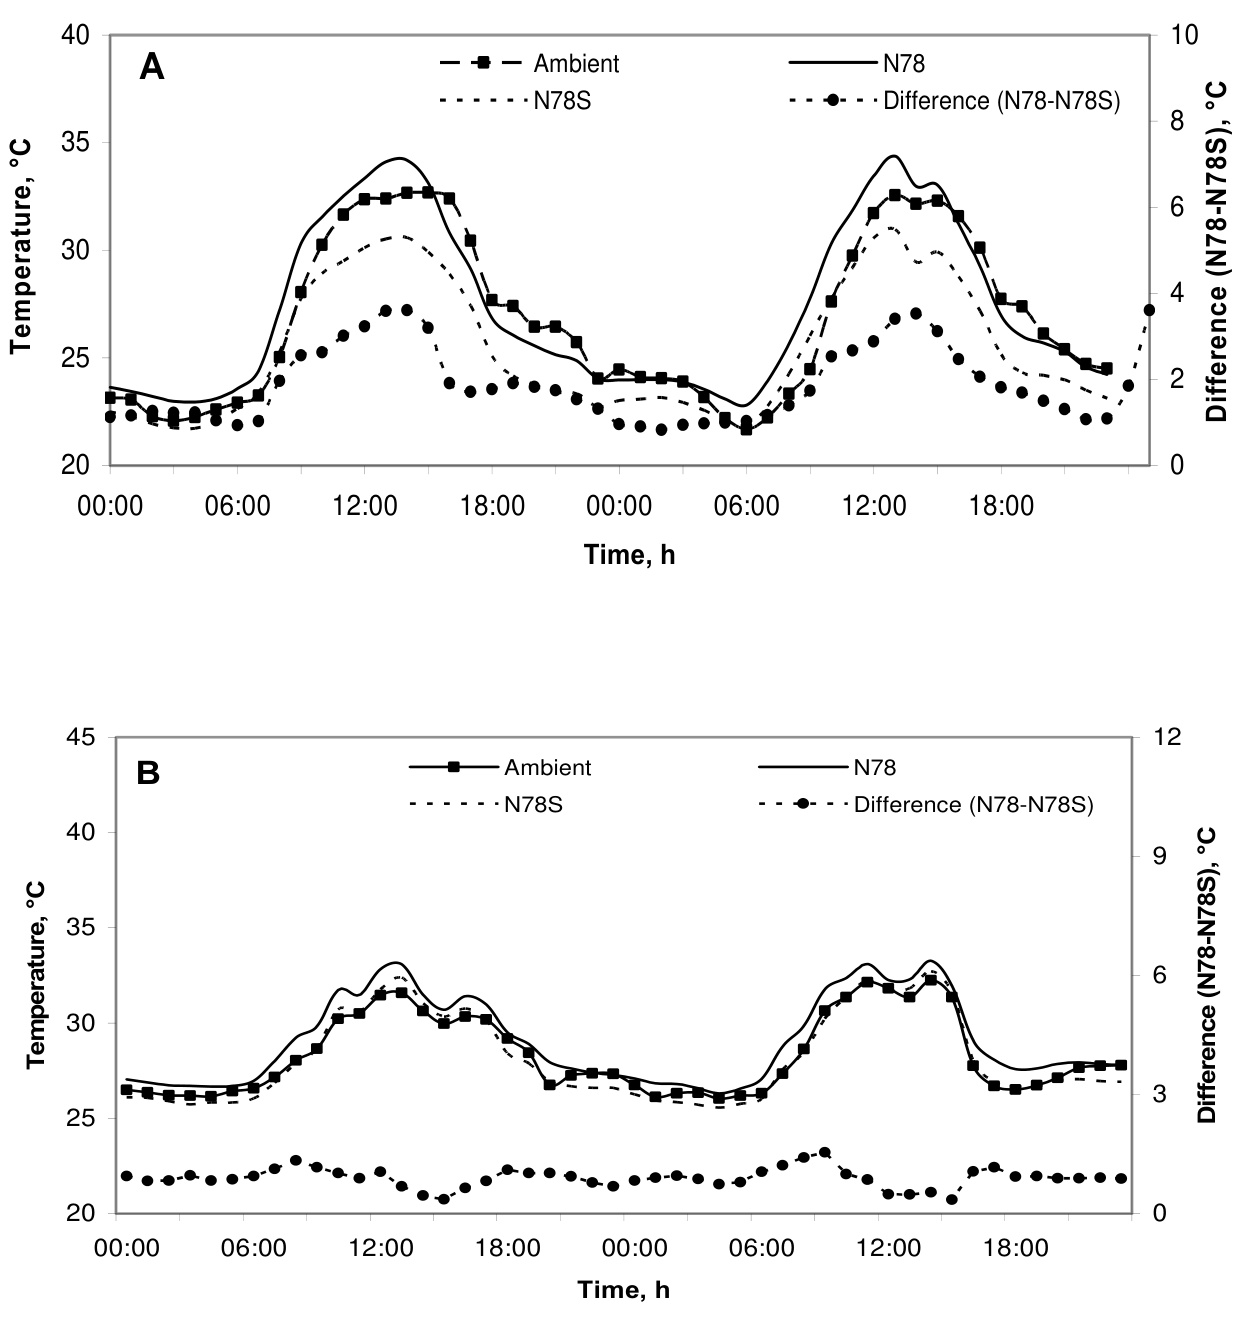 40
10
A
Ambient
N78
N78S
Difference (N78-N78S)
8
35
6
30
4
25
2
20
0
Temperature, °C
Difference (N78-N78S), °C
00:00 06:00 12:00 18:00 00:00 06:00 12:00 18:00
Time, h
45
12
B
Ambient
N78
N78S
Difference (N78-N78S)
40
9
35
6
30
3
25
20
0
Temperature, °C
Difference (N78-N78S), °C
00:00 06:00 12:00 18:00 00:00 06:00 12:00 18:00
Time, h